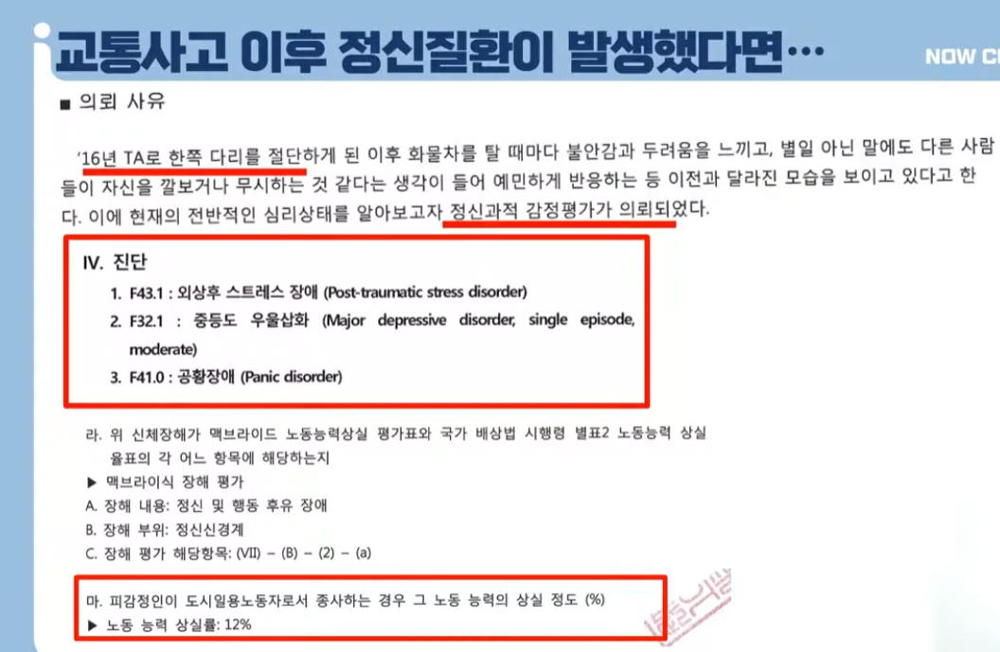 교통사고 이후 정신질환이 발생했다면…
NOW C
■ 의뢰 사유
'16년 TA로 한쪽 다리를 절단하게 된 이후 화물차를 탈 때마다 불안감과 두려움을 느끼고, 별일 아닌 말에도 다른 사람
들이 자신을 깔보거나 무시하는 것 같다는 생각이 들어 예민하게 반응하는 등 이전과 달라진 모습을 보이고 있다고 한
다. 이에 현재의 전반적인 심리상태를 알아보고자 정신과적 감정평가가 의뢰되었다.
IV. 진단
1. F43.1 : 외상후 스트레스 장애 (Post-traumatic stress disorder)
2. F32.1 : 중등도 우울삽화 (Major depressive disorder, single episode,
moderate)
3. F41.0 : 공황장애 (Panic disorder)
라. 위 신체장해가 맥브라이드 노동능력상실 평가표와 국가 배상법 시행령 별표2 노동능력 상실
율표의 각 어느 항목에 해당하는지
▶ 맥브라이식 장해 평가
A. 장해 내용: 정신 및 행동 후유 장애
B. 장해 부위: 정신신경계
C. 장해 평가 해당항목: (VII) – (B) – (2) – (a)
마. 피감정인이 도시일용노동자로서 종사하는 경우 그 노동 능력의 상실 정도 (%)
▶ 노동 능력 상실률: 12%